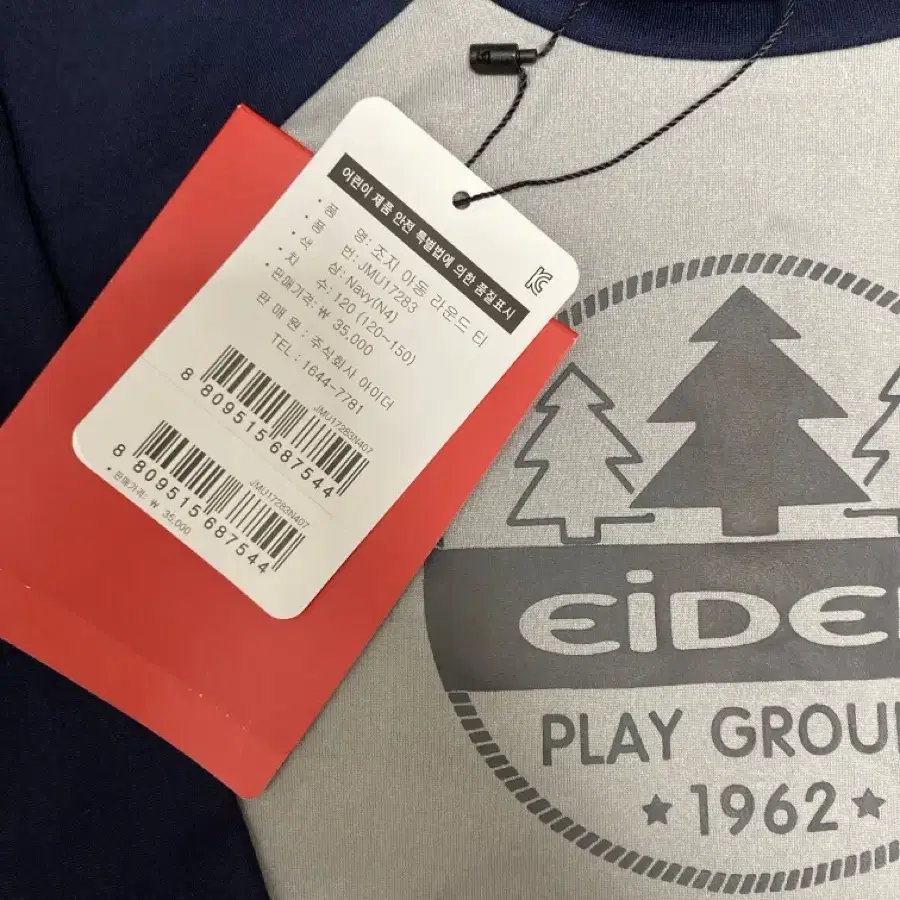 어린이 제품 안전 특별법에 의한 품질표시
• 품 명: 조지 아동 라운드 티
• 품 번: JMU17283
• 색 상: Navy(N4)
• 치 수: 120 (120~150)
• 판매가격: ₩ 35,000
판 매 원 : 주식회사 아이더
TEL : 1644-7781
JMU17283N407
8 809515 687544
JMU17283N407
8 809515 687544
• 판매가격: ₩ 35,000
EiDE
PLAY GROU
★ 1962 ★